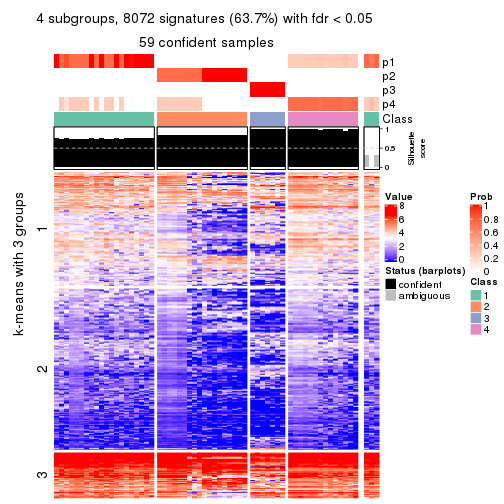 4 subgroups, 8072 signatures (63.7%) with fdr < 0.05
59 confident samples
p1
p2
p3
p4
Class
1
0.5
0
Silhouette
score
k-means with 3 groups
1
2
3
Value
8
6
4
2
0
Status (barplots)
confident
ambiguous
Prob
1
0.8
0.6
0.4
0.2
0
Class
1
2
3
4